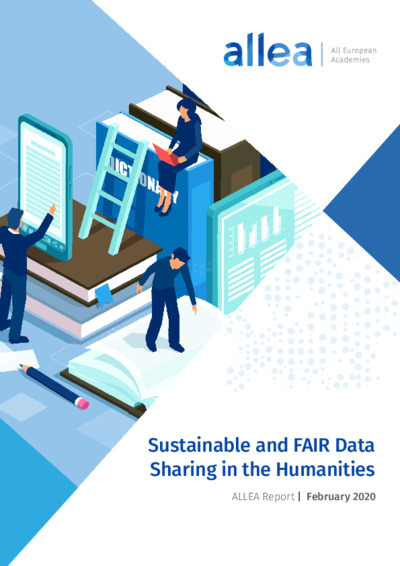 allea
All European
Academies
DICTIONARY
Sustainable and FAIR Data
Sharing in the Humanities
ALLEA Report | February 2020